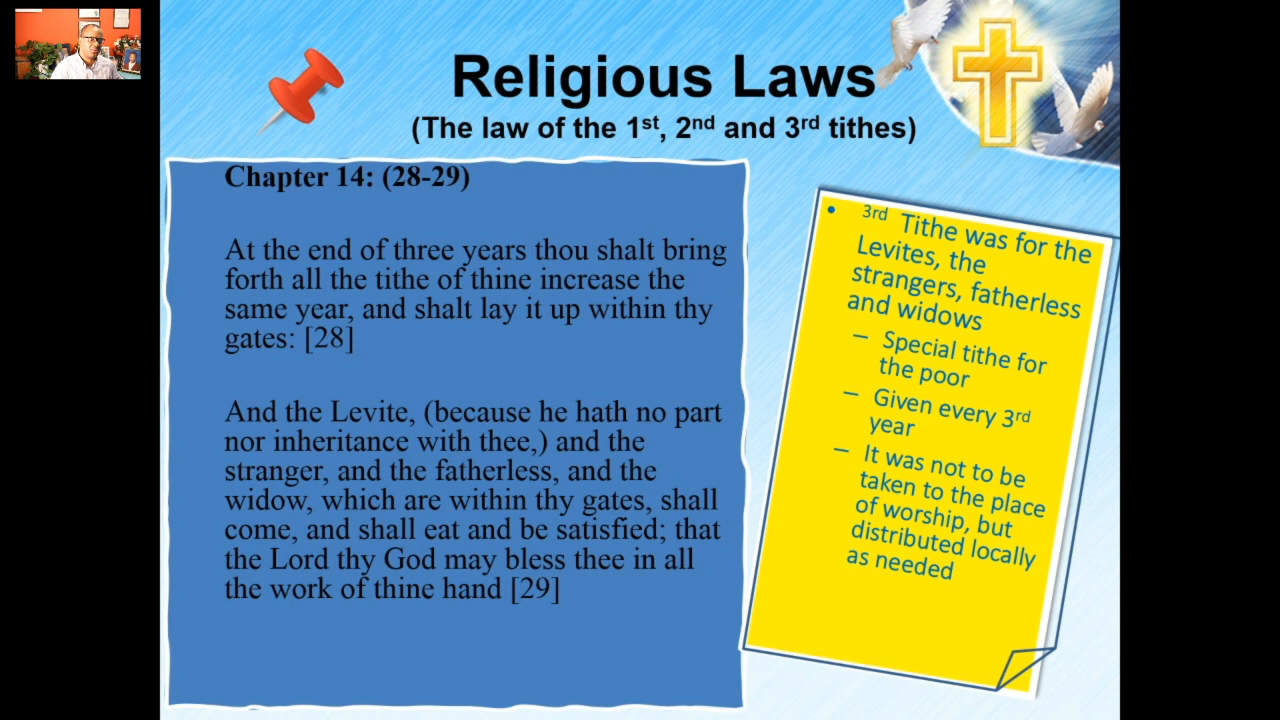 Religious Laws
(The law of the 1st, 2nd and 3rd tithes)
Chapter 14: (28-29)
At the end of three years thou shalt bring
forth all the tithe of thine increase the
same year, and shalt lay it up within thy
gates: [28]
And the Levite, (because he hath no part
nor inheritance with thee,) and the
stranger, and the fatherless, and the
widow, which are within thy gates, shall
come, and shall eat and be satisfied; that
the Lord thy God may bless thee in all
the work of thine hand [29]
• 3rd Tithe was for the
Levites, the
strangers, fatherless
and widows
– Special tithe for
the poor
– Given every 3rd
year
– It was not to be
taken to the place
of worship, but
distributed locally
as needed